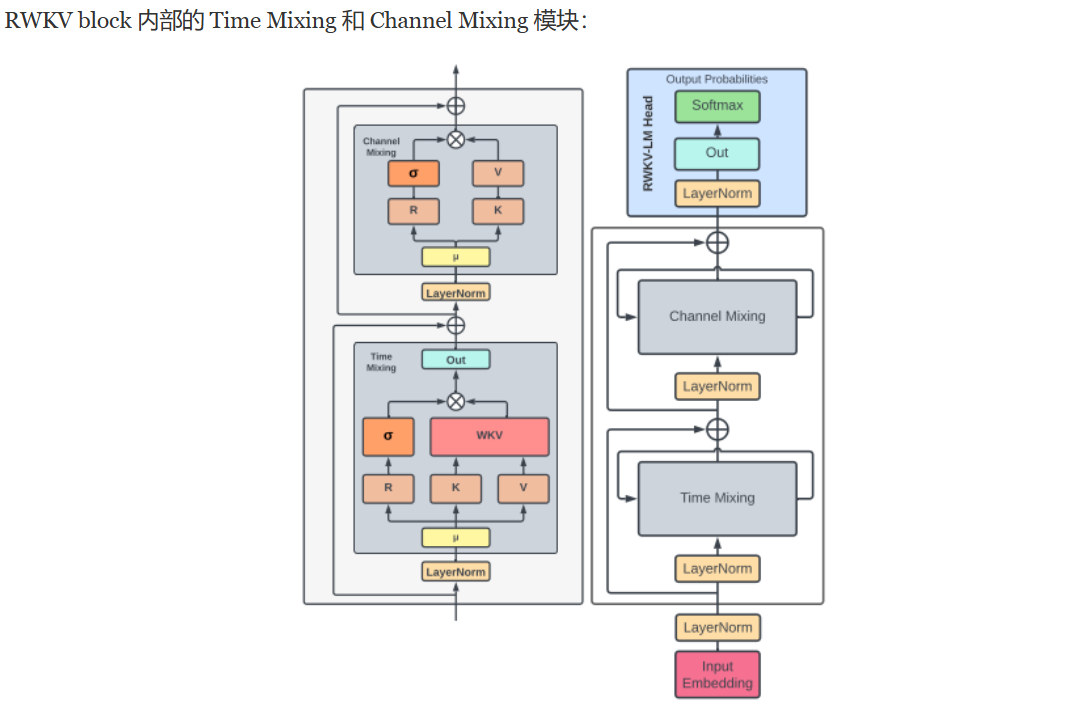 RWKV block 内部的 Time Mixing 和 Channel Mixing 模块：
Channel
Mixing
σ
V
R
K
μ
LayerNorm
Time
Mixing
Out
σ
WKV
R
K
V
μ
LayerNorm
Output Probabilities
RWKV-LM Head
Softmax
Out
LayerNorm
Channel Mixing
LayerNorm
Time Mixing
LayerNorm
LayerNorm
Input
Embedding